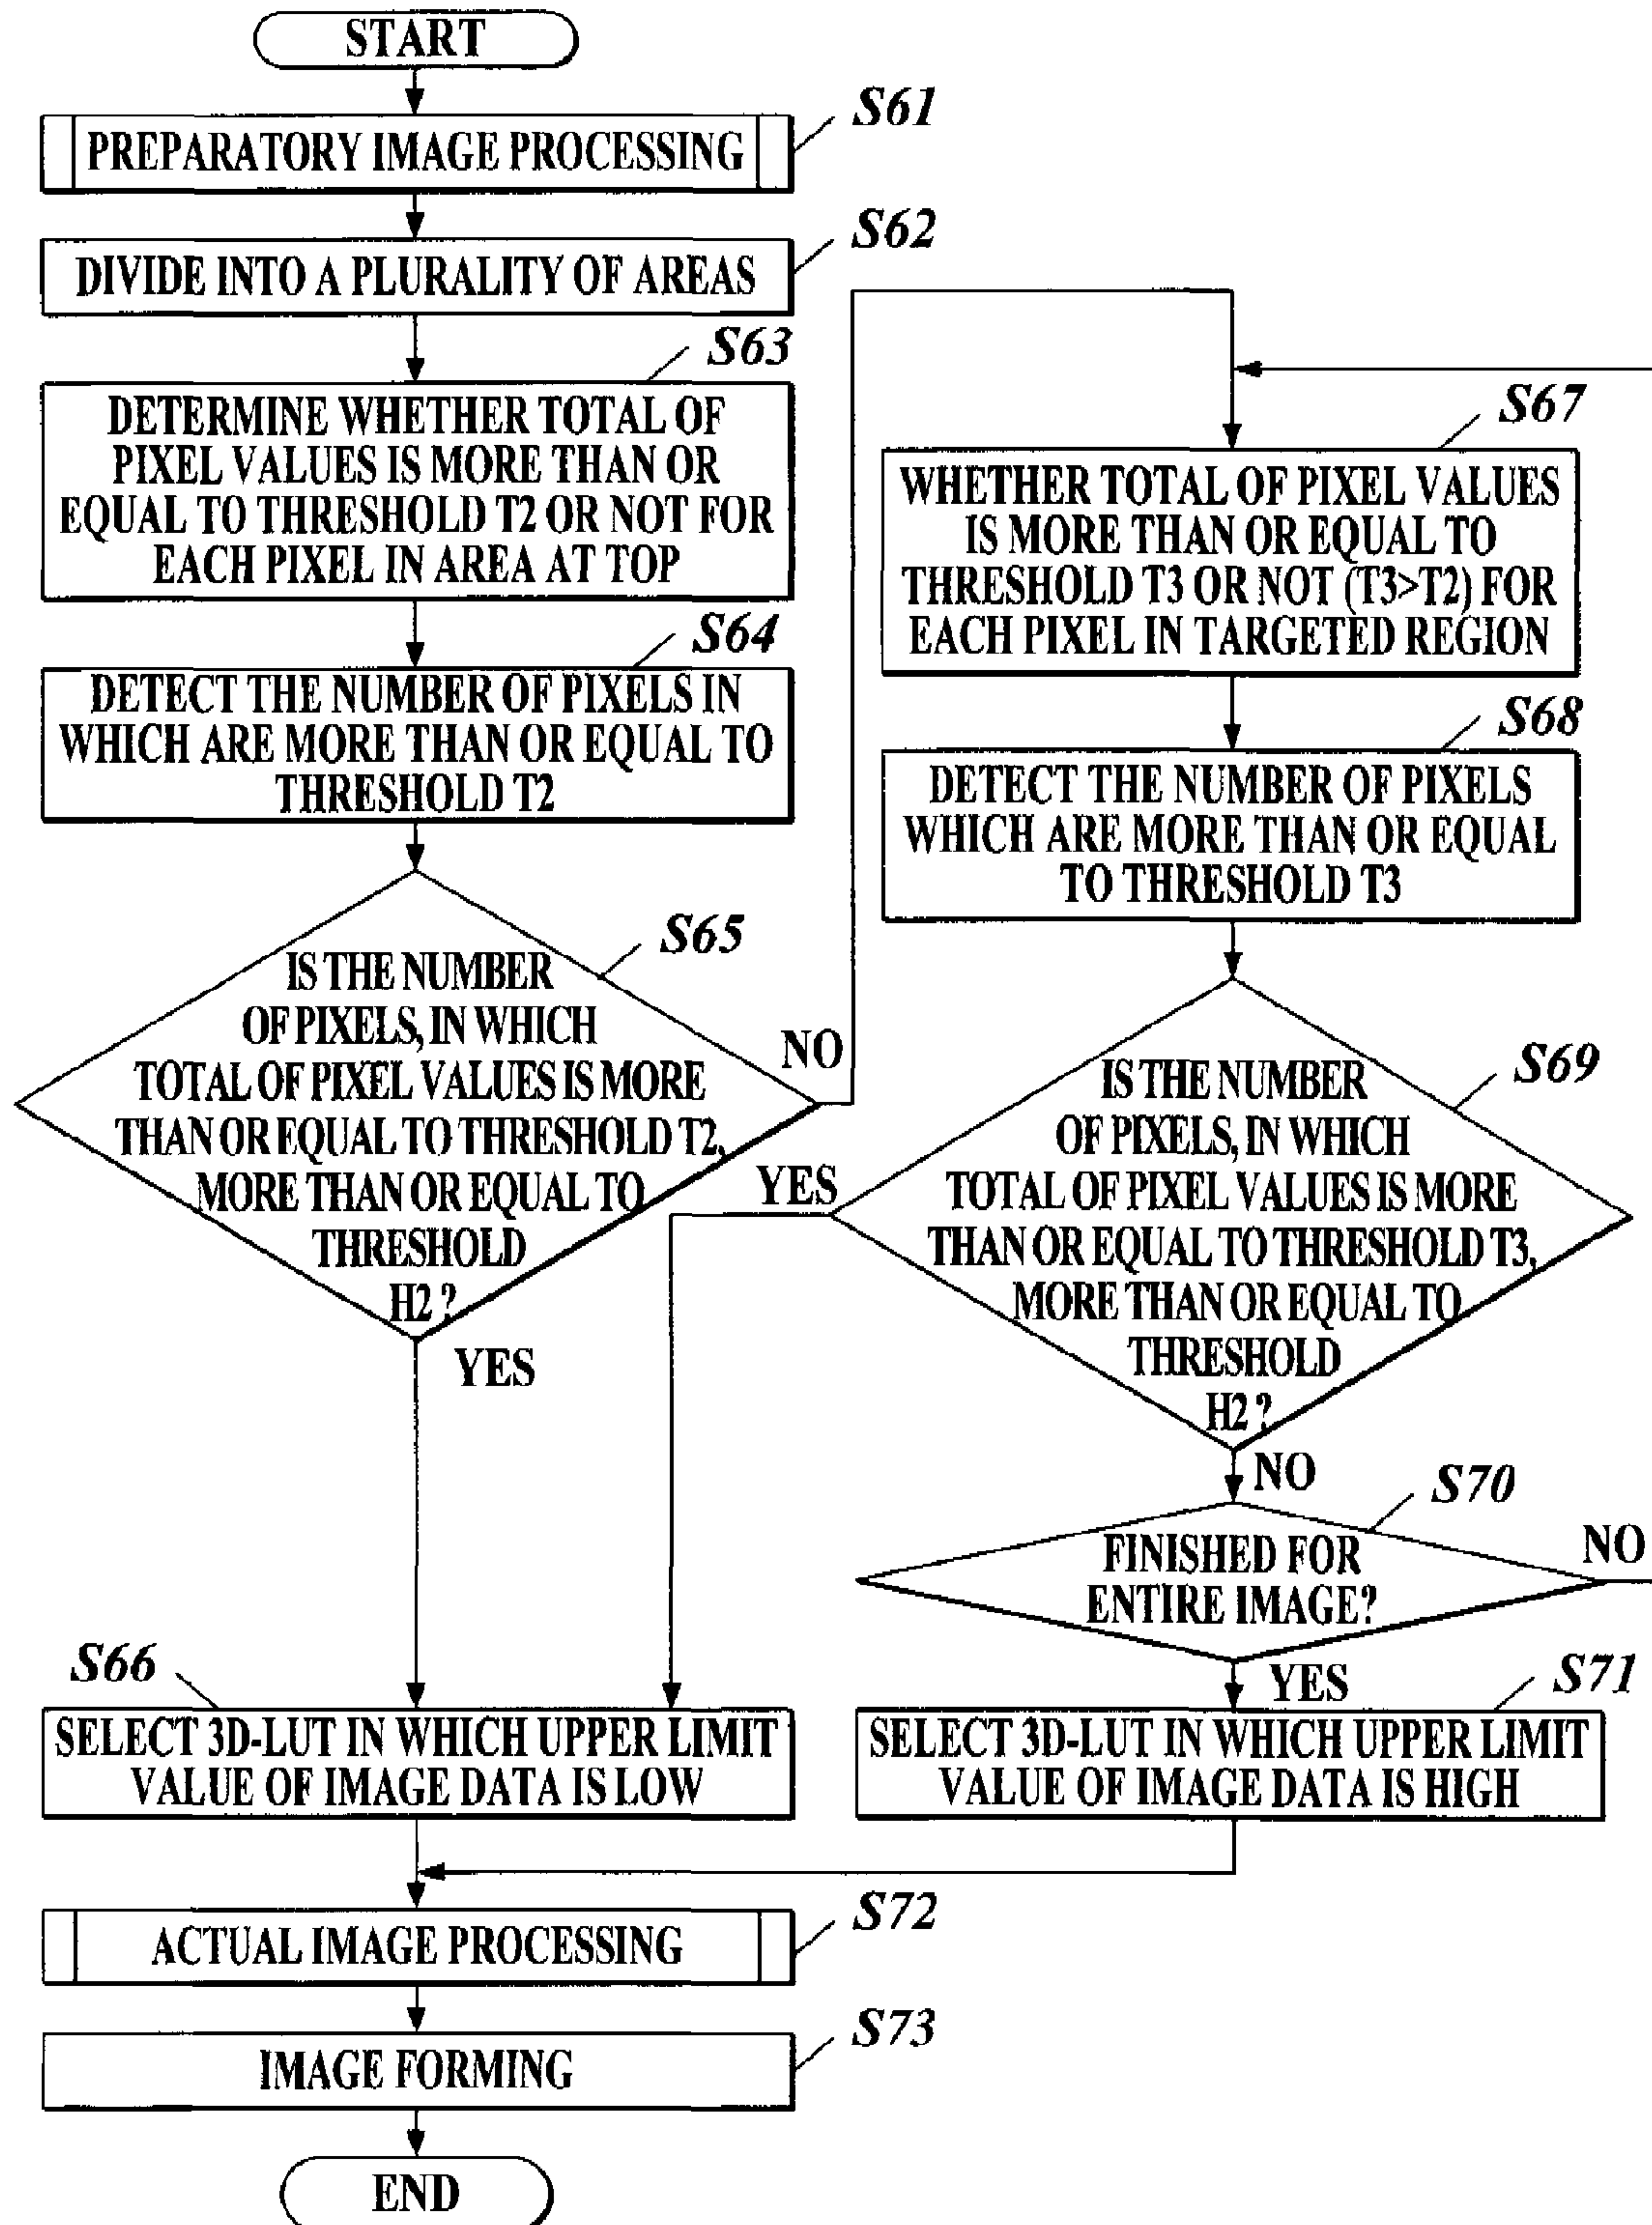 START
PREPARATORY IMAGE PROCESSING
S61
DIVIDE INTO A PLURALITY OF AREAS
S62
S63
DETERMINE WHETHER TOTAL OF
PIXEL VALUES IS MORE THAN OR
EQUAL TO THRESHOLD T2 OR NOT FOR
EACH PIXEL IN AREA AT TOP
S64
DETECT THE NUMBER OF PIXELS IN
WHICH ARE MORE THAN OR EQUAL TO
THRESHOLD T2
S65
IS THE NUMBER
OF PIXELS, IN WHICH
TOTAL OF PIXEL VALUES IS MORE
THAN OR EQUAL TO THRESHOLD T2,
MORE THAN OR EQUAL TO
THRESHOLD
H2 ?
NO
YES
S66
SELECT 3D-LUT IN WHICH UPPER LIMIT
VALUE OF IMAGE DATA IS LOW
S67
WHETHER TOTAL OF PIXEL VALUES
IS MORE THAN OR EQUAL TO
THRESHOLD T3 OR NOT (T3>T2) FOR
EACH PIXEL IN TARGETED REGION
S68
DETECT THE NUMBER OF PIXELS
WHICH ARE MORE THAN OR EQUAL
TO THRESHOLD T3
S69
IS THE NUMBER
OF PIXELS, IN WHICH
TOTAL OF PIXEL VALUES IS MORE
THAN OR EQUAL TO THRESHOLD T3,
MORE THAN OR EQUAL TO
THRESHOLD
H2 ?
YES
NO
S70
FINISHED FOR
ENTIRE IMAGE?
NO
YES
S71
SELECT 3D-LUT IN WHICH UPPER LIMIT
VALUE OF IMAGE DATA IS HIGH
ACTUAL IMAGE PROCESSING
S72
IMAGE FORMING
S73
END